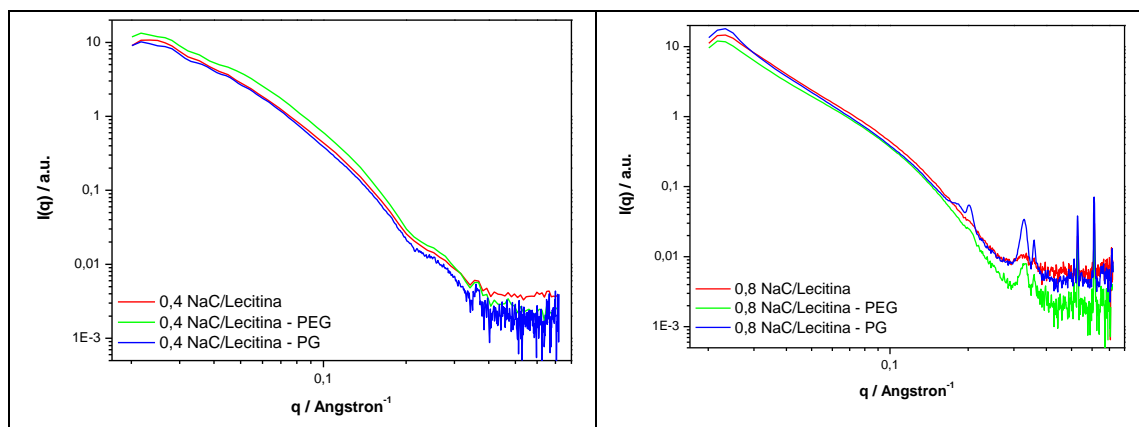 10
1
0,1
0,01
1E-3
I(q) / a.u.
0,4 NaC/Lecitina
0,4 NaC/Lecitina - PEG
0,4 NaC/Lecitina - PG
0,1
q / Angstron-1
10
1
0,1
0,01
1E-3
I(q) / a.u.
0,8 NaC/Lecitina
0,8 NaC/Lecitina - PEG
0,8 NaC/Lecitina - PG
0,1
q / Angstron-1